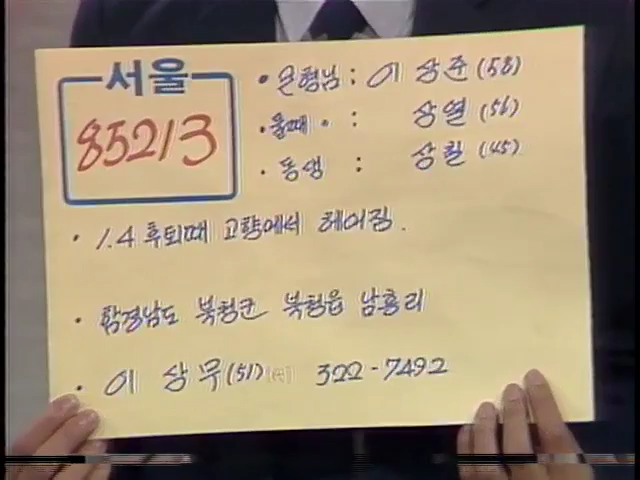 서울
85213
• 큰형님 : 이 상준 (58)
• 둘째 〃 : 상열 (56)
• 동생 : 상철 (45)
• 1.4 후퇴때 고향에서 헤어짐.
• 함경남도 북청군 북청읍 남흥리
• 이 상무 (51) 322-7492